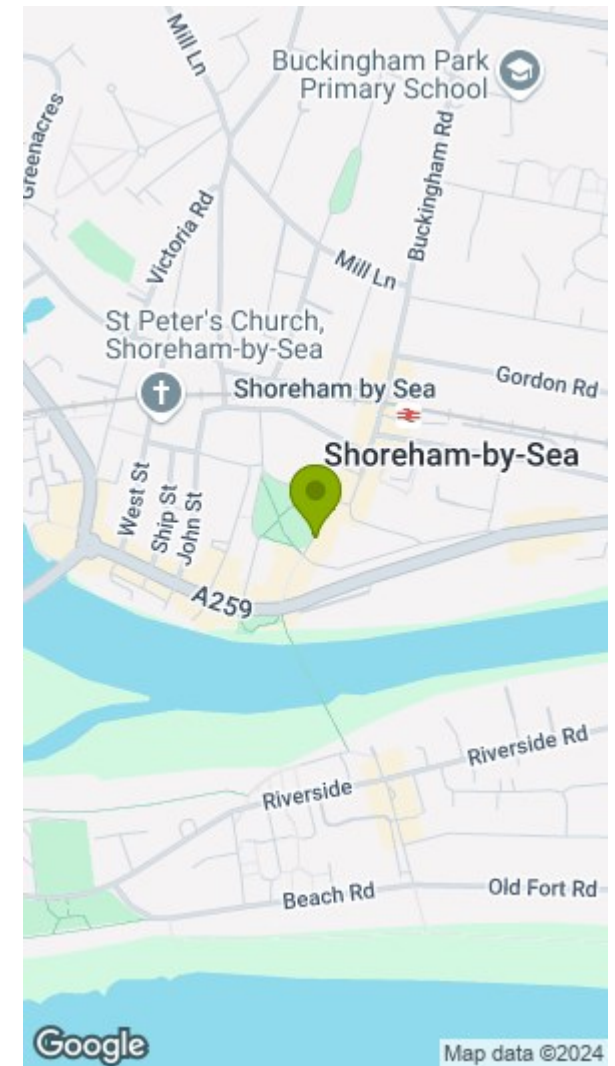 Mill Ln
Buckingham Park
Primary School
Greenacres
Buckingham Rd
Victoria Rd
Mill Ln
St Peter's Church,
Shoreham-by-Sea
Gordon Rd
Shoreham by Sea
Shoreham-by-Sea
West St
Ship St
John St
A259
Riverside Rd
Riverside
Beach Rd
Old Fort Rd
Google
Map data ©2024